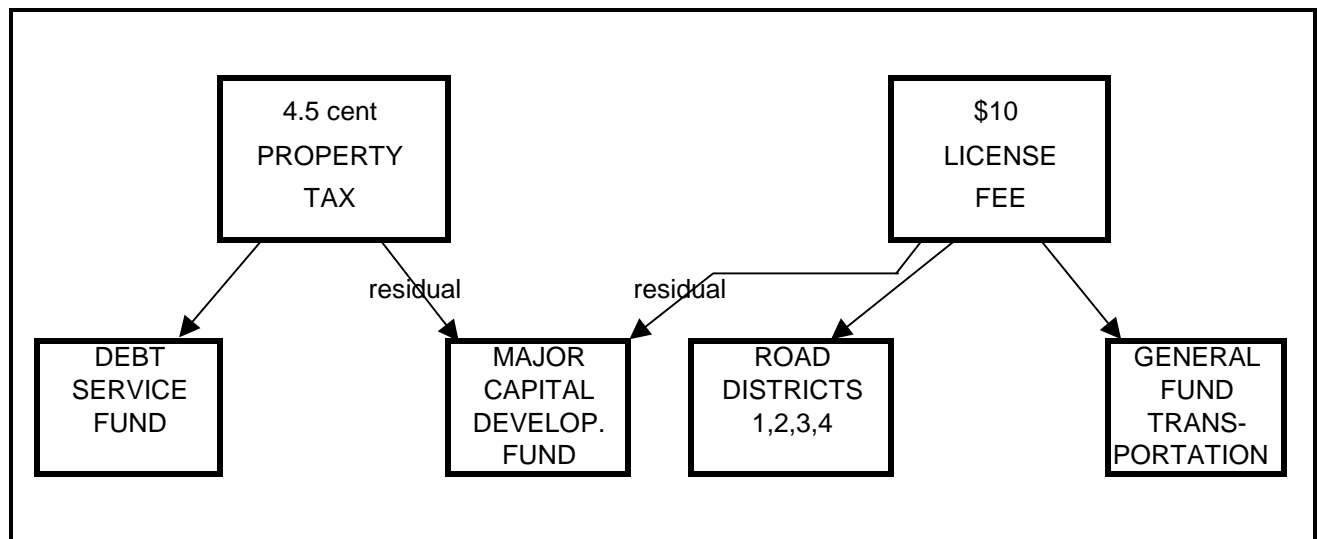 4.5 cent
PROPERTY
TAX
$10
LICENSE
FEE
residual
residual
DEBT
SERVICE
FUND
MAJOR
CAPITAL
DEVELOP.
FUND
ROAD
DISTRICTS
1,2,3,4
GENERAL
FUND
TRANS-
PORTATION